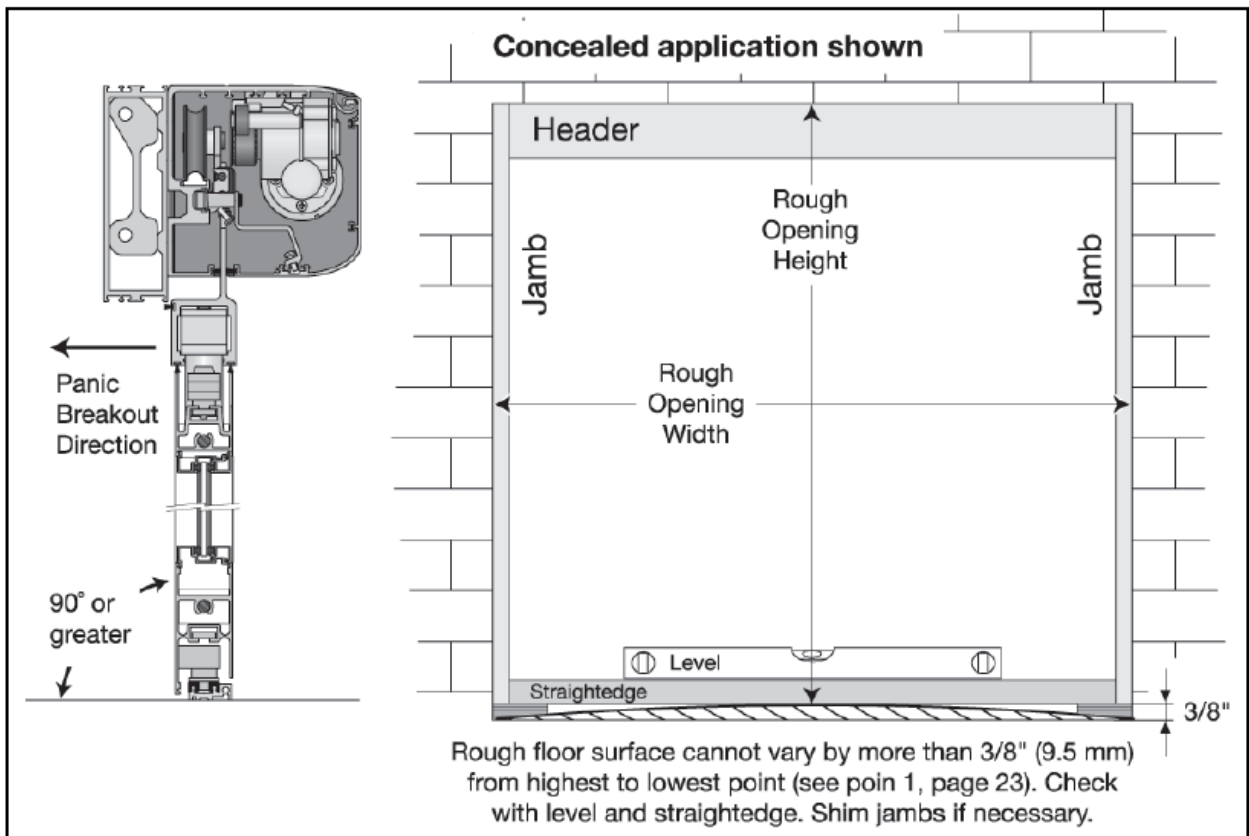 Concealed application shown
Header
Rough
Opening
Height
Jamb
Jamb
Panic
Breakout
Direction
Rough
Opening
Width
90° or
greater
Level
Straightedge
3/8"
Rough floor surface cannot vary by more than 3/8" (9.5 mm)
from highest to lowest point (see poin 1, page 23). Check
with level and straightedge. Shim jambs if necessary.